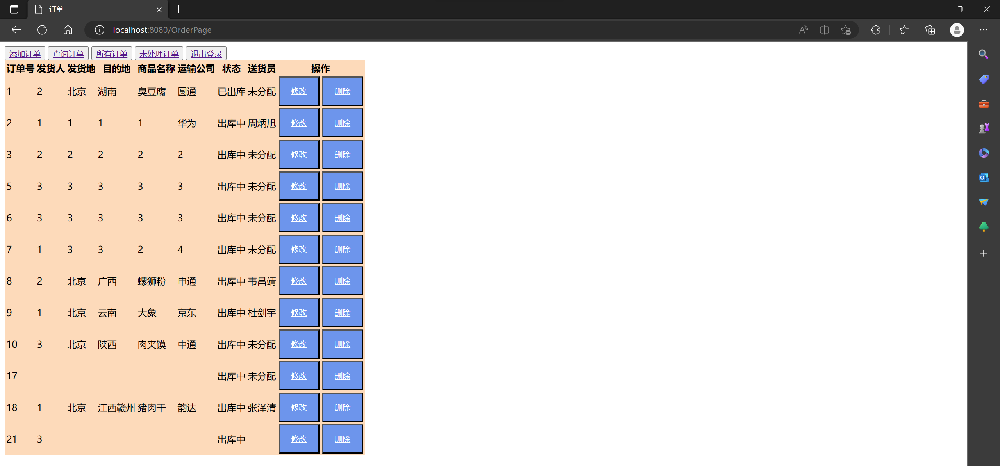 订单
localhost:8080/OrderPage
添加订单 查询订单 所有订单 未处理订单 退出登录
订单号 发货人 发货地 目的地 商品名称 运输公司 状态 送货员 操作
1 2 北京 湖南 臭豆腐 圆通 已出库 未分配 修改 删除
2 1 1 1 1 华为 出库中 周炳旭 修改 删除
3 2 2 2 2 2 出库中 未分配 修改 删除
5 3 3 3 3 3 出库中 未分配 修改 删除
6 3 3 3 3 3 出库中 未分配 修改 删除
7 1 3 3 2 4 出库中 未分配 修改 删除
8 2 北京 广西 螺狮粉 申通 出库中 韦昌靖 修改 删除
9 1 北京 云南 大象 京东 出库中 杜剑宇 修改 删除
10 3 北京 陕西 肉夹馍 中通 出库中 未分配 修改 删除
17 出库中 未分配 修改 删除
18 1 北京 江西赣州 猪肉干 韵达 出库中 张泽清 修改 删除
21 3 出库中 修改 删除